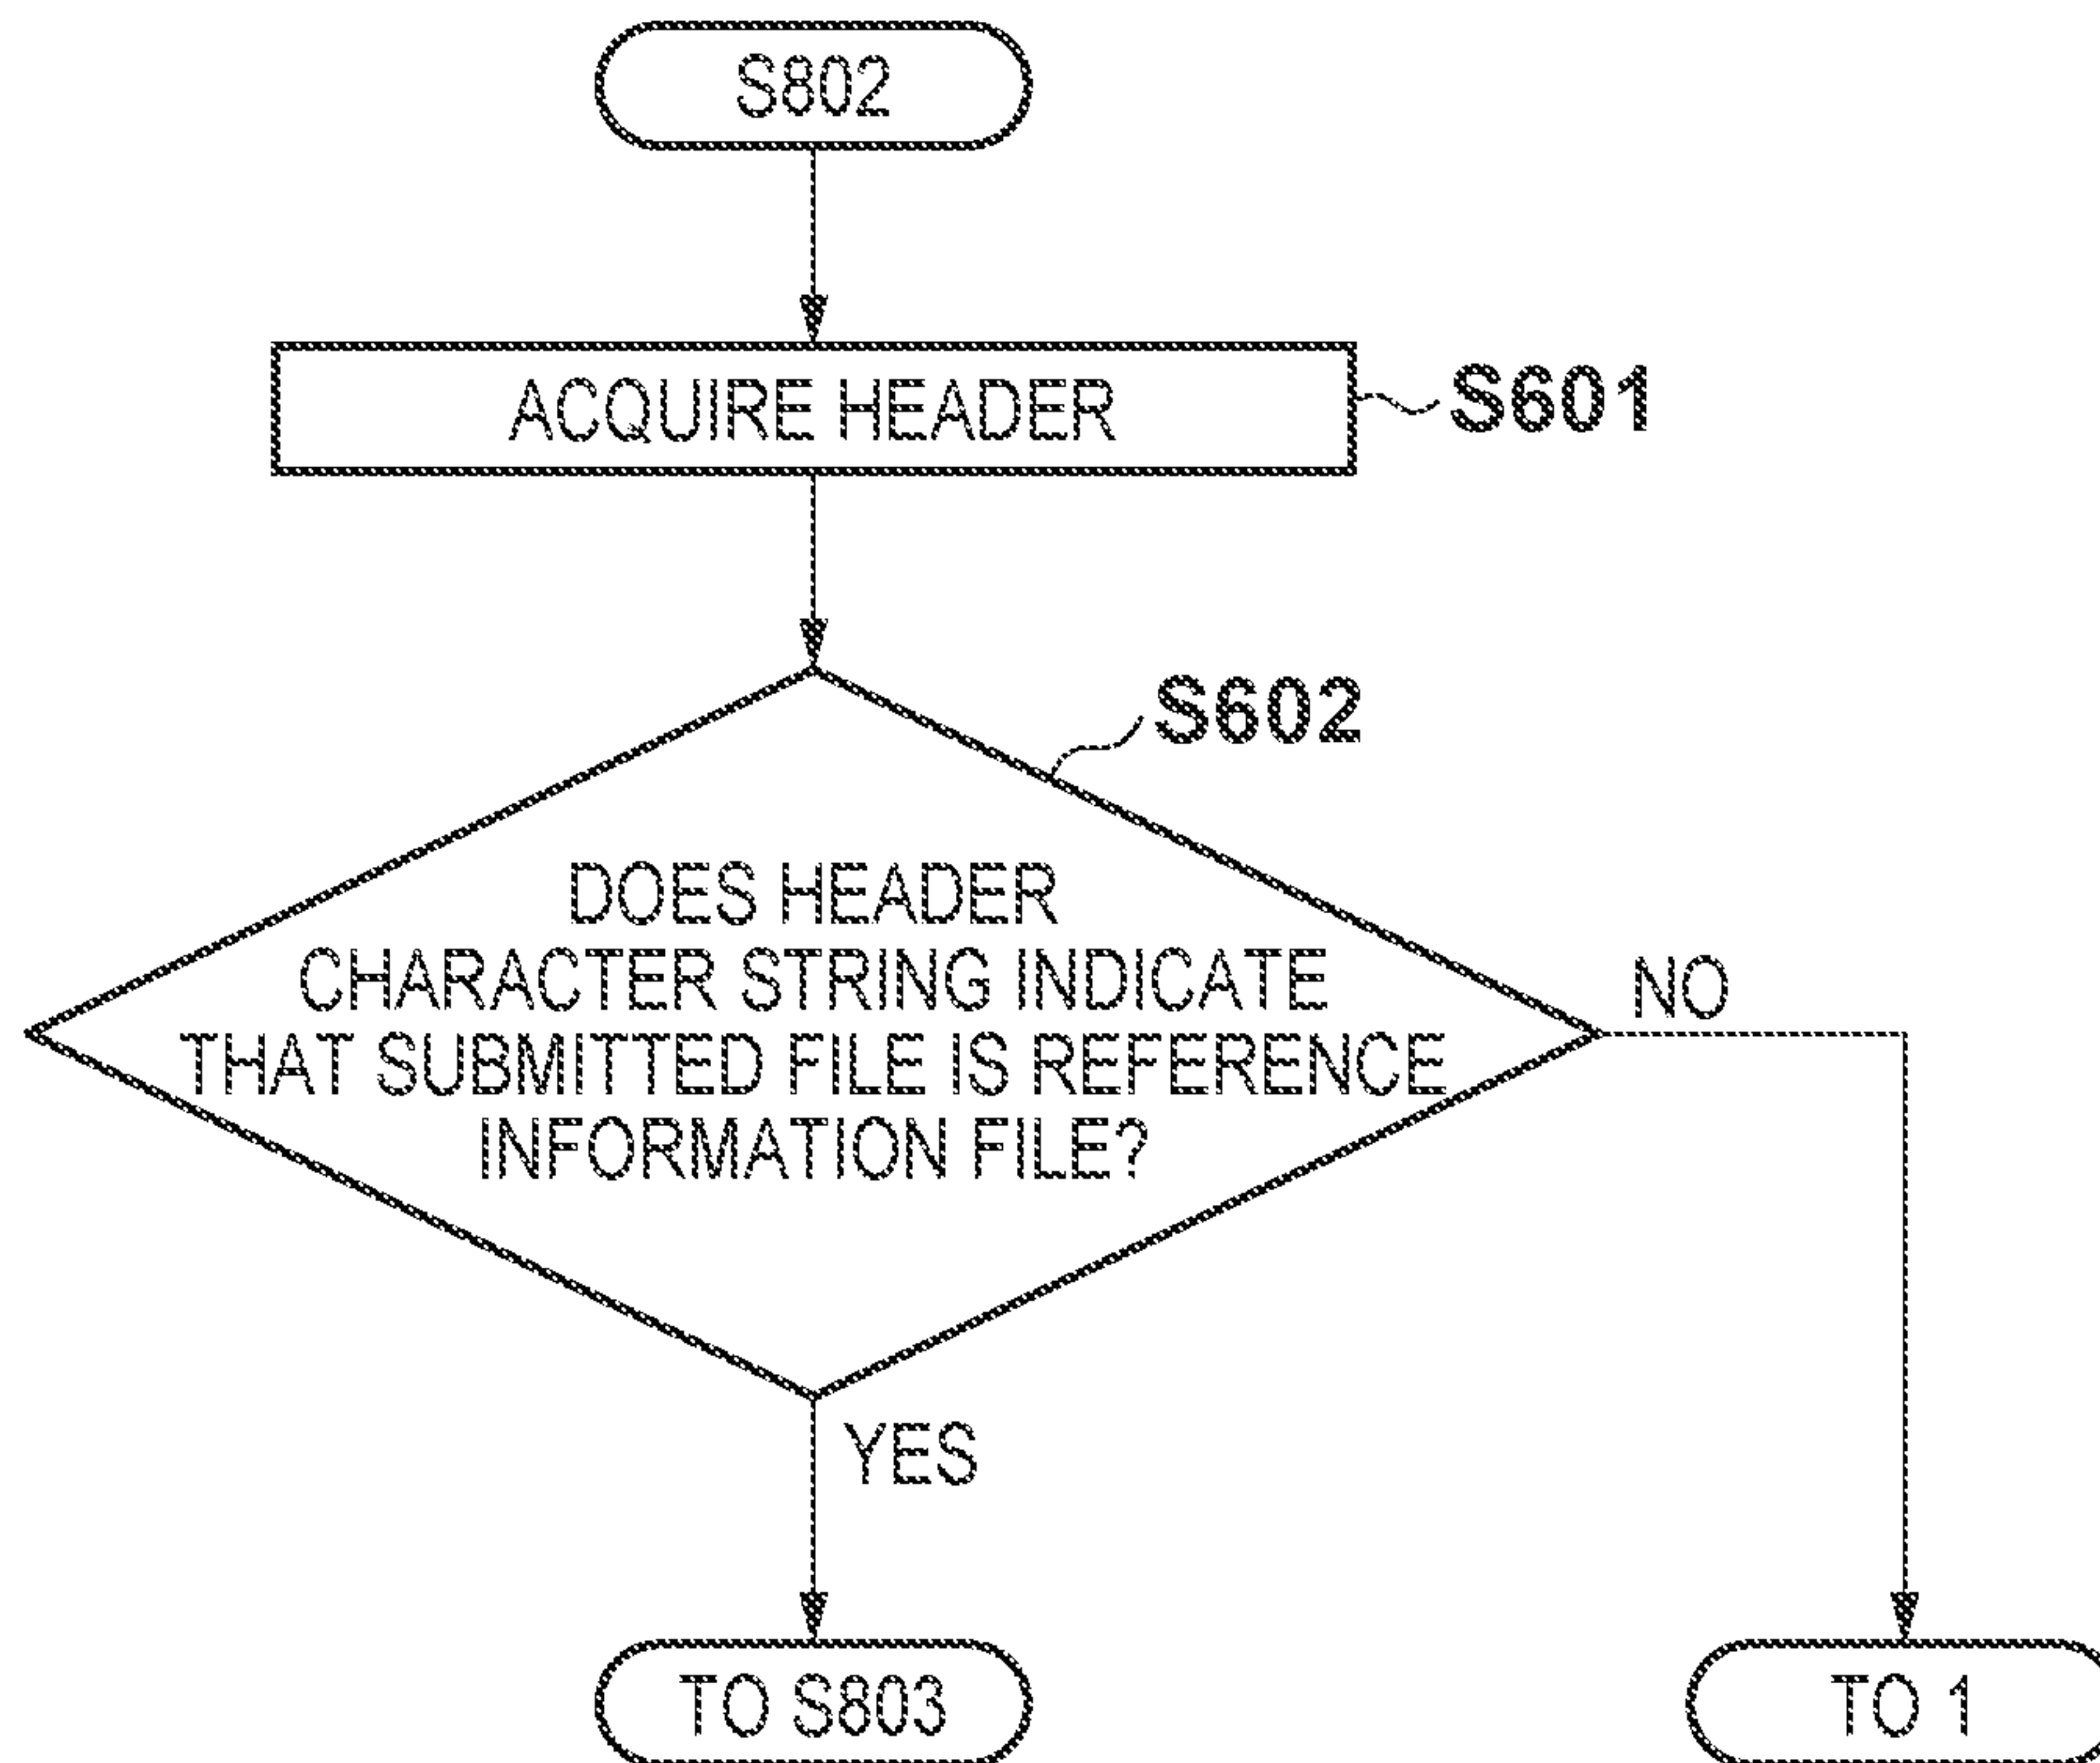 S802
ACQUIRE HEADER
S601
S602
DOES HEADER
CHARACTER STRING INDICATE
THAT SUBMITTED FILE IS REFERENCE
INFORMATION FILE?
NO
YES
TO S803
TO 1